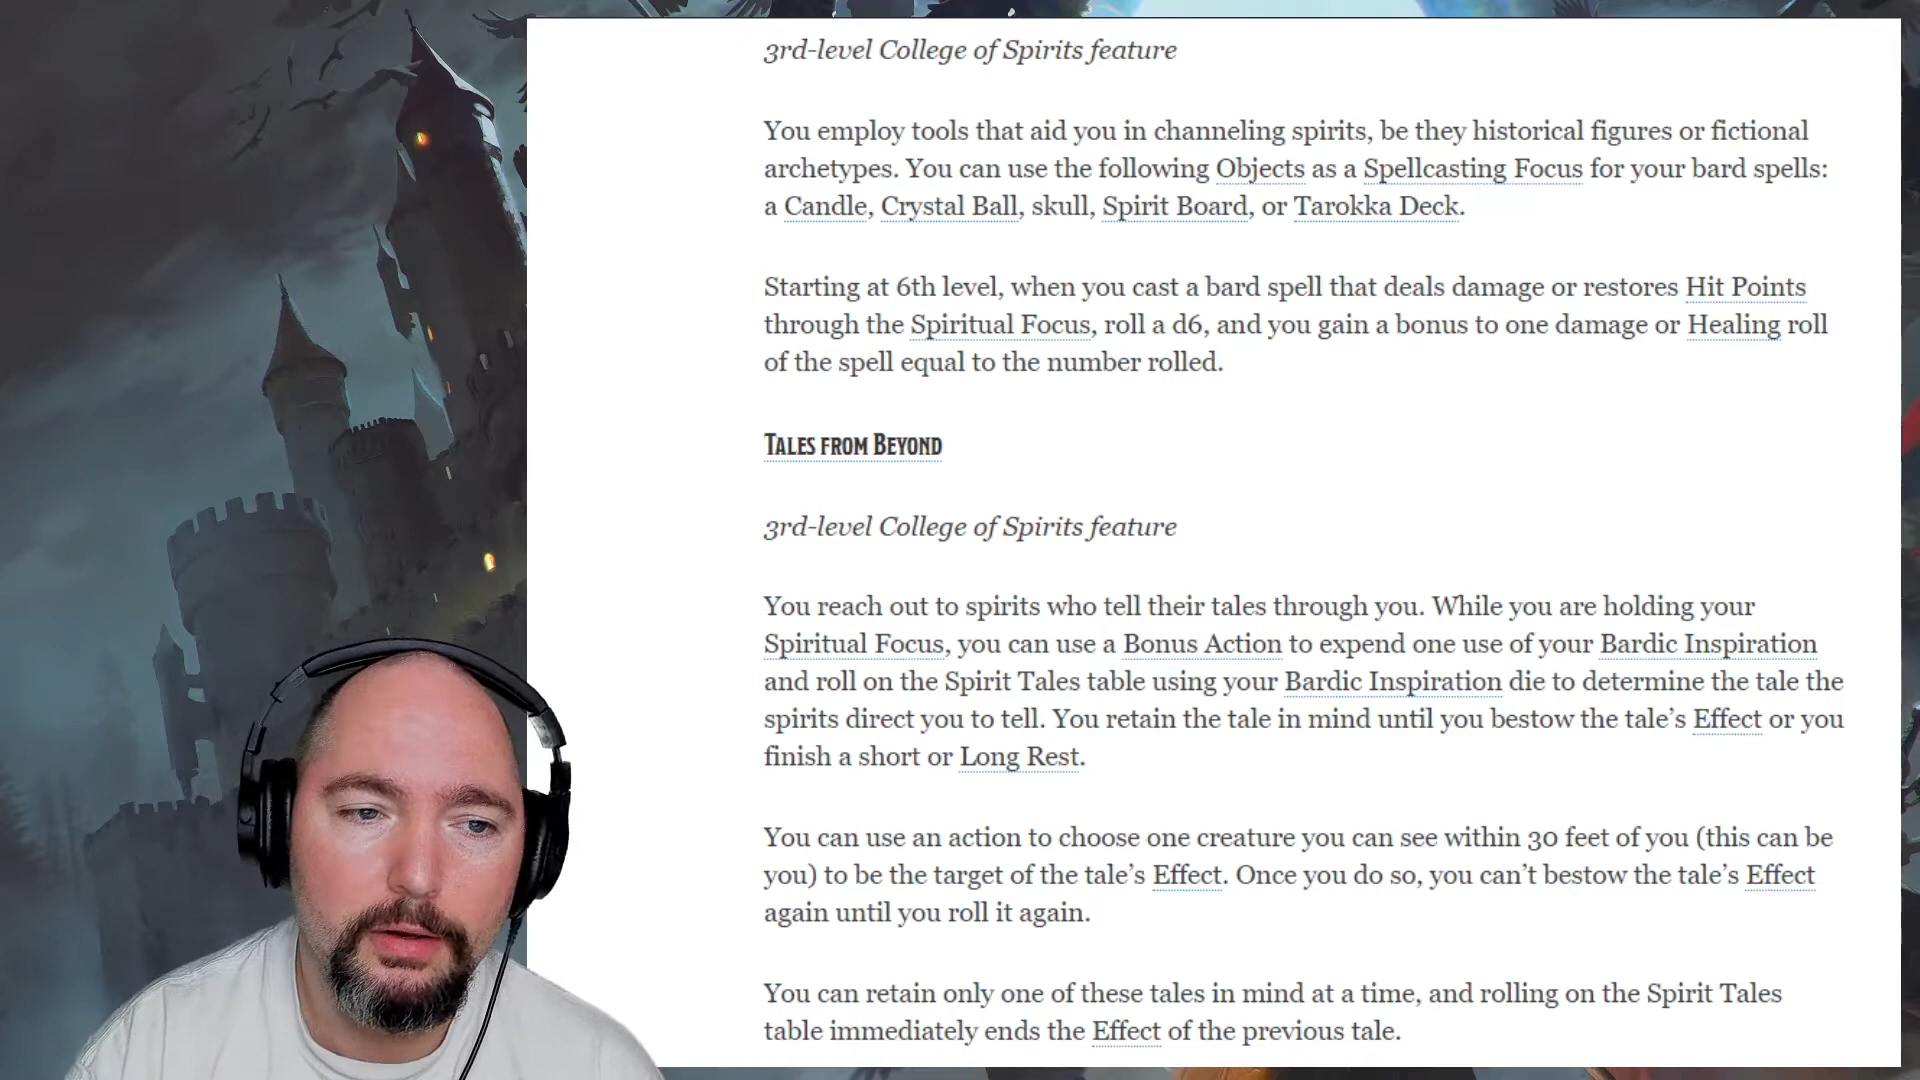 3rd-level College of Spirits feature
You employ tools that aid you in channeling spirits, be they historical figures or fictional
archetypes. You can use the following Objects as a Spellcasting Focus for your bard spells:
a Candle, Crystal Ball, skull, Spirit Board, or Tarokka Deck.
Starting at 6th level, when you cast a bard spell that deals damage or restores Hit Points
through the Spiritual Focus, roll a d6, and you gain a bonus to one damage or Healing roll
of the spell equal to the number rolled.
Tales from Beyond
3rd-level College of Spirits feature
You reach out to spirits who tell their tales through you. While you are holding your
Spiritual Focus, you can use a Bonus Action to expend one use of your Bardic Inspiration
and roll on the Spirit Tales table using your Bardic Inspiration die to determine the tale the
spirits direct you to tell. You retain the tale in mind until you bestow the tale’s Effect or you
finish a short or Long Rest.
You can use an action to choose one creature you can see within 30 feet of you (this can be
you) to be the target of the tale’s Effect. Once you do so, you can’t bestow the tale’s Effect
again until you roll it again.
You can retain only one of these tales in mind at a time, and rolling on the Spirit Tales
table immediately ends the Effect of the previous tale.